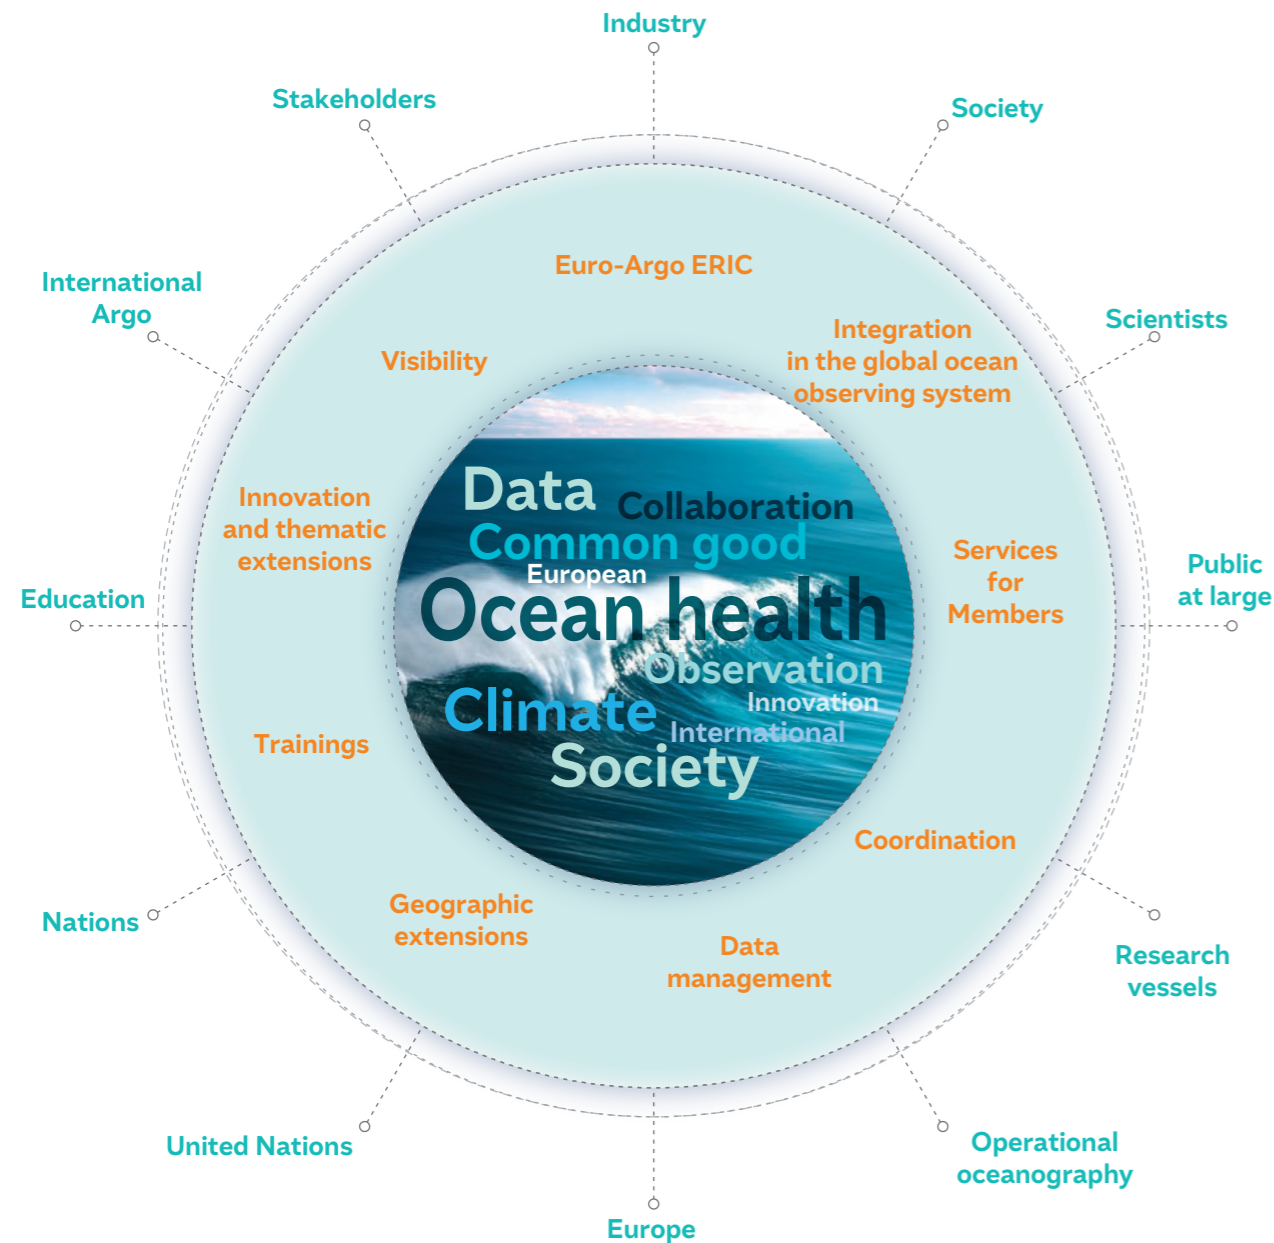 Industry
Stakeholders
Society
International
Argo
Scientists
Euro-Argo ERIC
Visibility
Integration
in the global ocean
observing system
Innovation
and thematic
extensions
Data
Collaboration
Common good
European
Ocean health
Observation
Climate
Innovation
International
Society
Services
for
Members
Education
Public
at large
Trainings
Coordination
Geographic
extensions
Data
management
Nations
Research
vessels
United Nations
Operational
oceanography
Europe